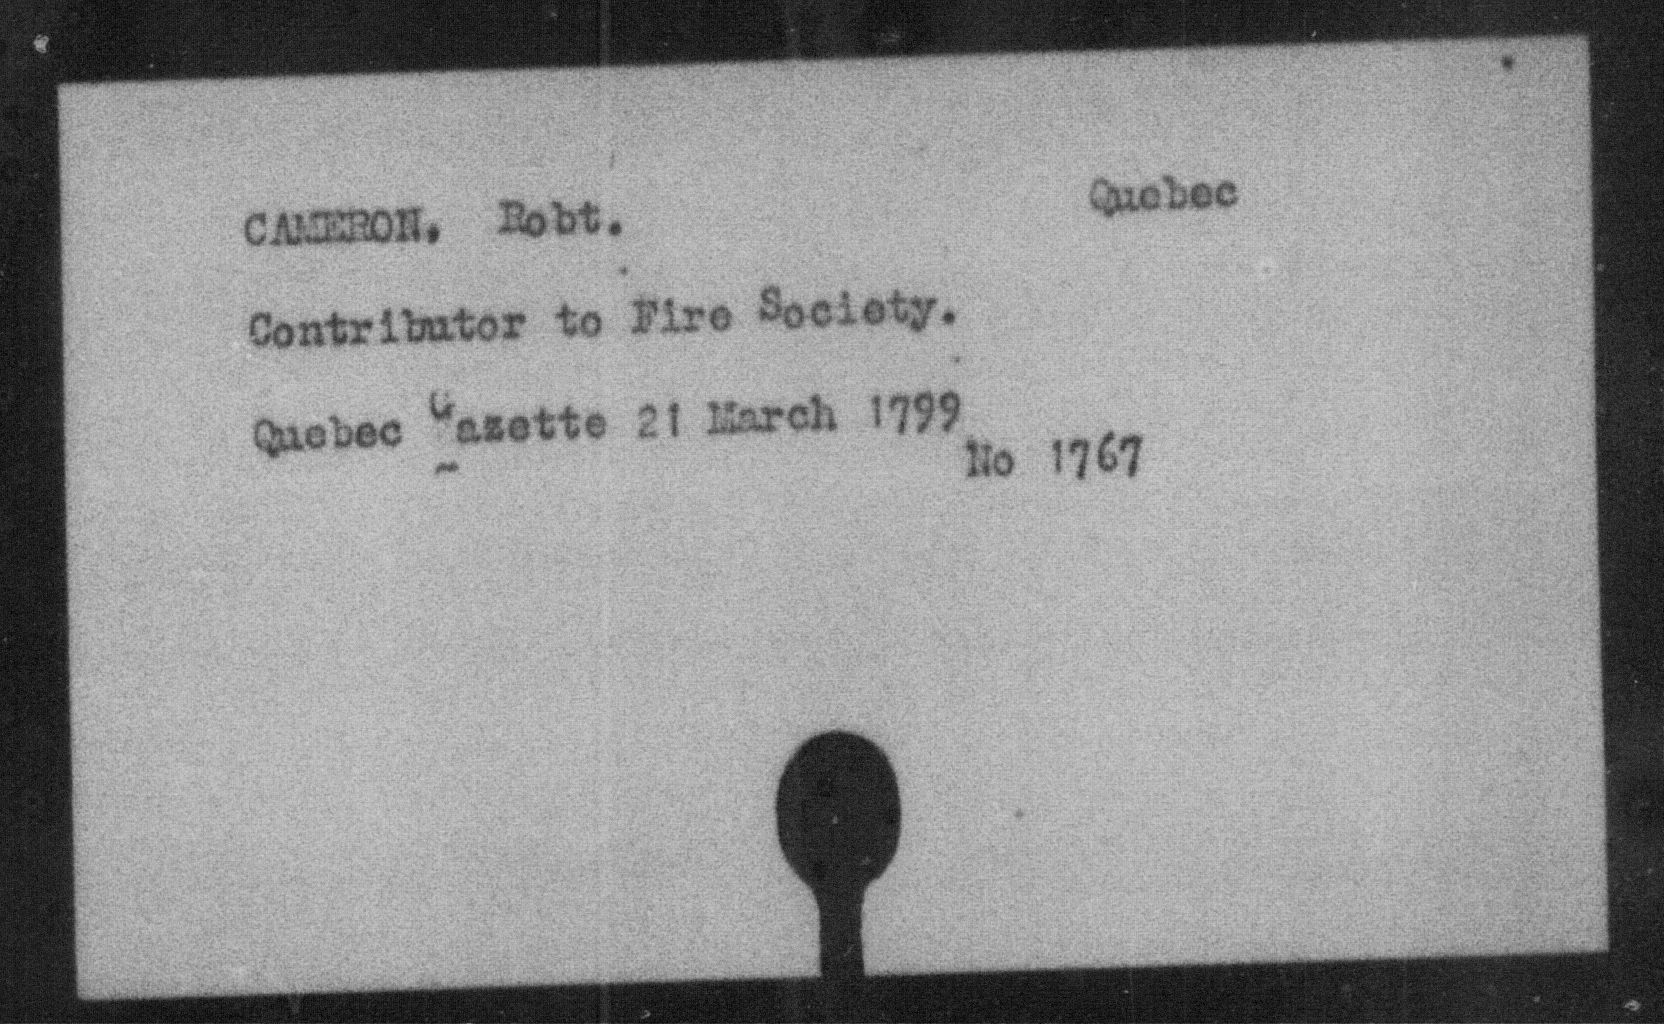 CAMERON. Robt. Quebec
Contributor to Fire Society.
Quebec Gazette 21 March 1799
No 1767